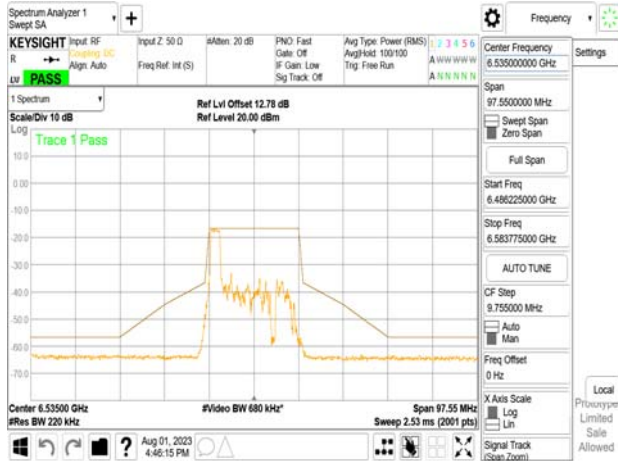 Spectrum Analyzer 1
Swept SA
+
Frequency
KEYSIGHT
R
LVI
PASS
Input: RF
Coupling: DC
Align: Auto
Input Z: 50 Ω
Freq Ref: Int (S)
#Atten: 20 dB
PNO: Fast
Gate: Off
IF Gain: Low
Sig Track: Off
Avg Type: Power (RMS)
Avg|Hold: 100/100
Trig: Free Run
1 2 3 4 5 6
A W W W W W
A N N N N N
Center Frequency
6.535000000 GHz
Settings
Span
97.5500000 MHz
Swept Span
Zero Span
Full Span
Start Freq
6.486225000 GHz
Stop Freq
6.583775000 GHz
AUTO TUNE
CF Step
9.755000 MHz
Auto
Man
Freq Offset
0 Hz
X Axis Scale
Log
Lin
Signal Track
(Span Zoom)
Local
Prototype
Limited
Sale
Allowed
1 Spectrum
Scale/Div 10 dB
Ref Lvl Offset 12.78 dB
Ref Level 20.00 dBm
Log
Trace 1 Pass
10.0
0.00
-10.0
-20.0
-30.0
-40.0
-50.0
-60.0
-70.0
Center 6.53500 GHz
#Res BW 220 kHz
#Video BW 680 kHz*
Span 97.55 MHz
Sweep 2.53 ms (2001 pts)
?
Aug 01, 2023
4:46:15 PM